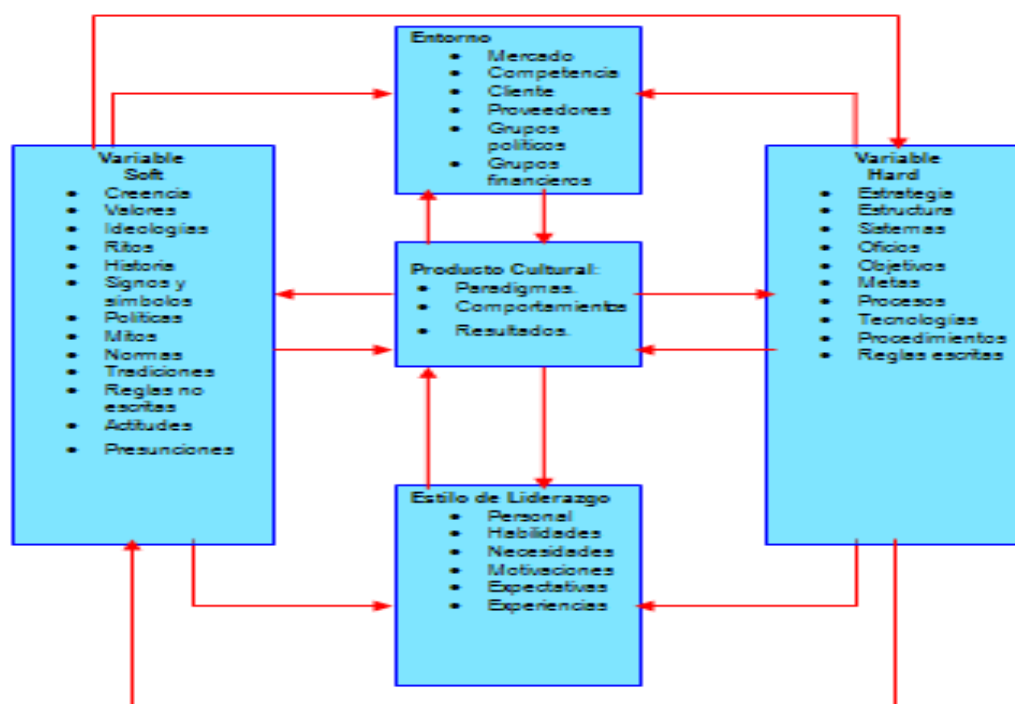 Entorno
• Mercado
• Competencia
• Cliente
• Proveedores
• Grupos
políticos
• Grupos
financieros
Variable
Soft
• Creencia
• Valores
• Ideologías
• Ritos
• Historia
• Signos y
símbolos
• Políticas
• Mitos
• Normas
• Tradiciones
• Reglas no
escritas
• Actitudes
• Presunciones
Producto Cultural:
• Paradigmas.
• Comportamientos
• Resultados.
Variable
Hard
• Estrategia
• Estructura
• Sistemas
• Oficios
• Objetivos
• Metas
• Procesos
• Tecnologías
• Procedimientos
• Reglas escritas
Estilo de Liderazgo
• Personal
• Habilidades
• Necesidades
• Motivaciones
• Expectativas
• Experiencias